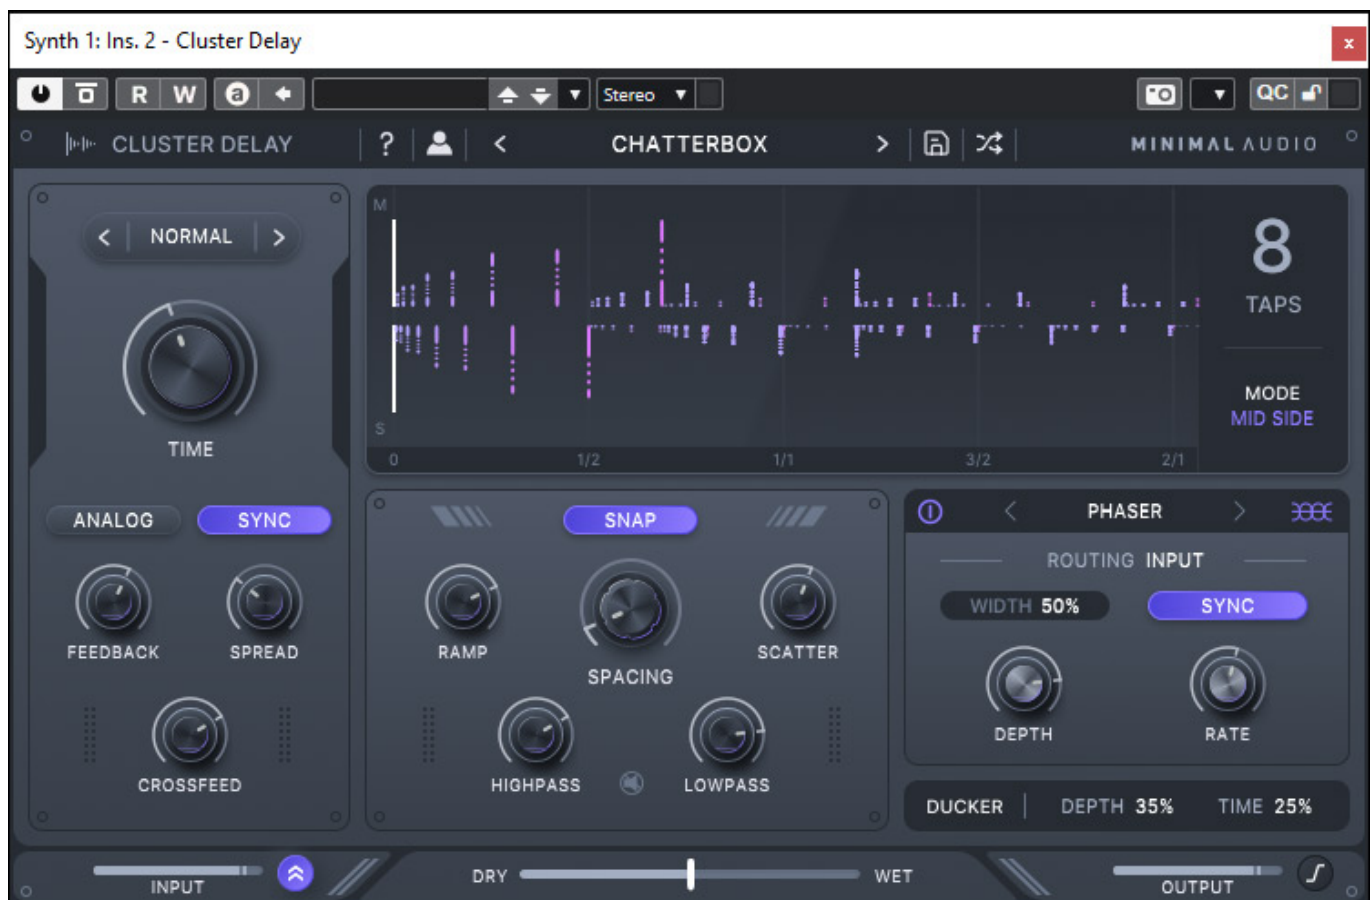 Synth 1: Ins. 2 - Cluster Delay
x
R W a Stereo QC
CLUSTER DELAY ? < CHATTERBOX > MINIMAL AUDIO
< NORMAL >
TIME
ANALOG SYNC
FEEDBACK SPREAD
CROSSFEED
M
S
0 1/2 1/1 3/2 2/1
8
TAPS
MODE
MID SIDE
SNAP
RAMP SPACING SCATTER
HIGHPASS LOWPASS
< PHASER >
ROUTING INPUT
WIDTH 50% SYNC
DEPTH RATE
DUCKER DEPTH 35% TIME 25%
INPUT DRY WET OUTPUT